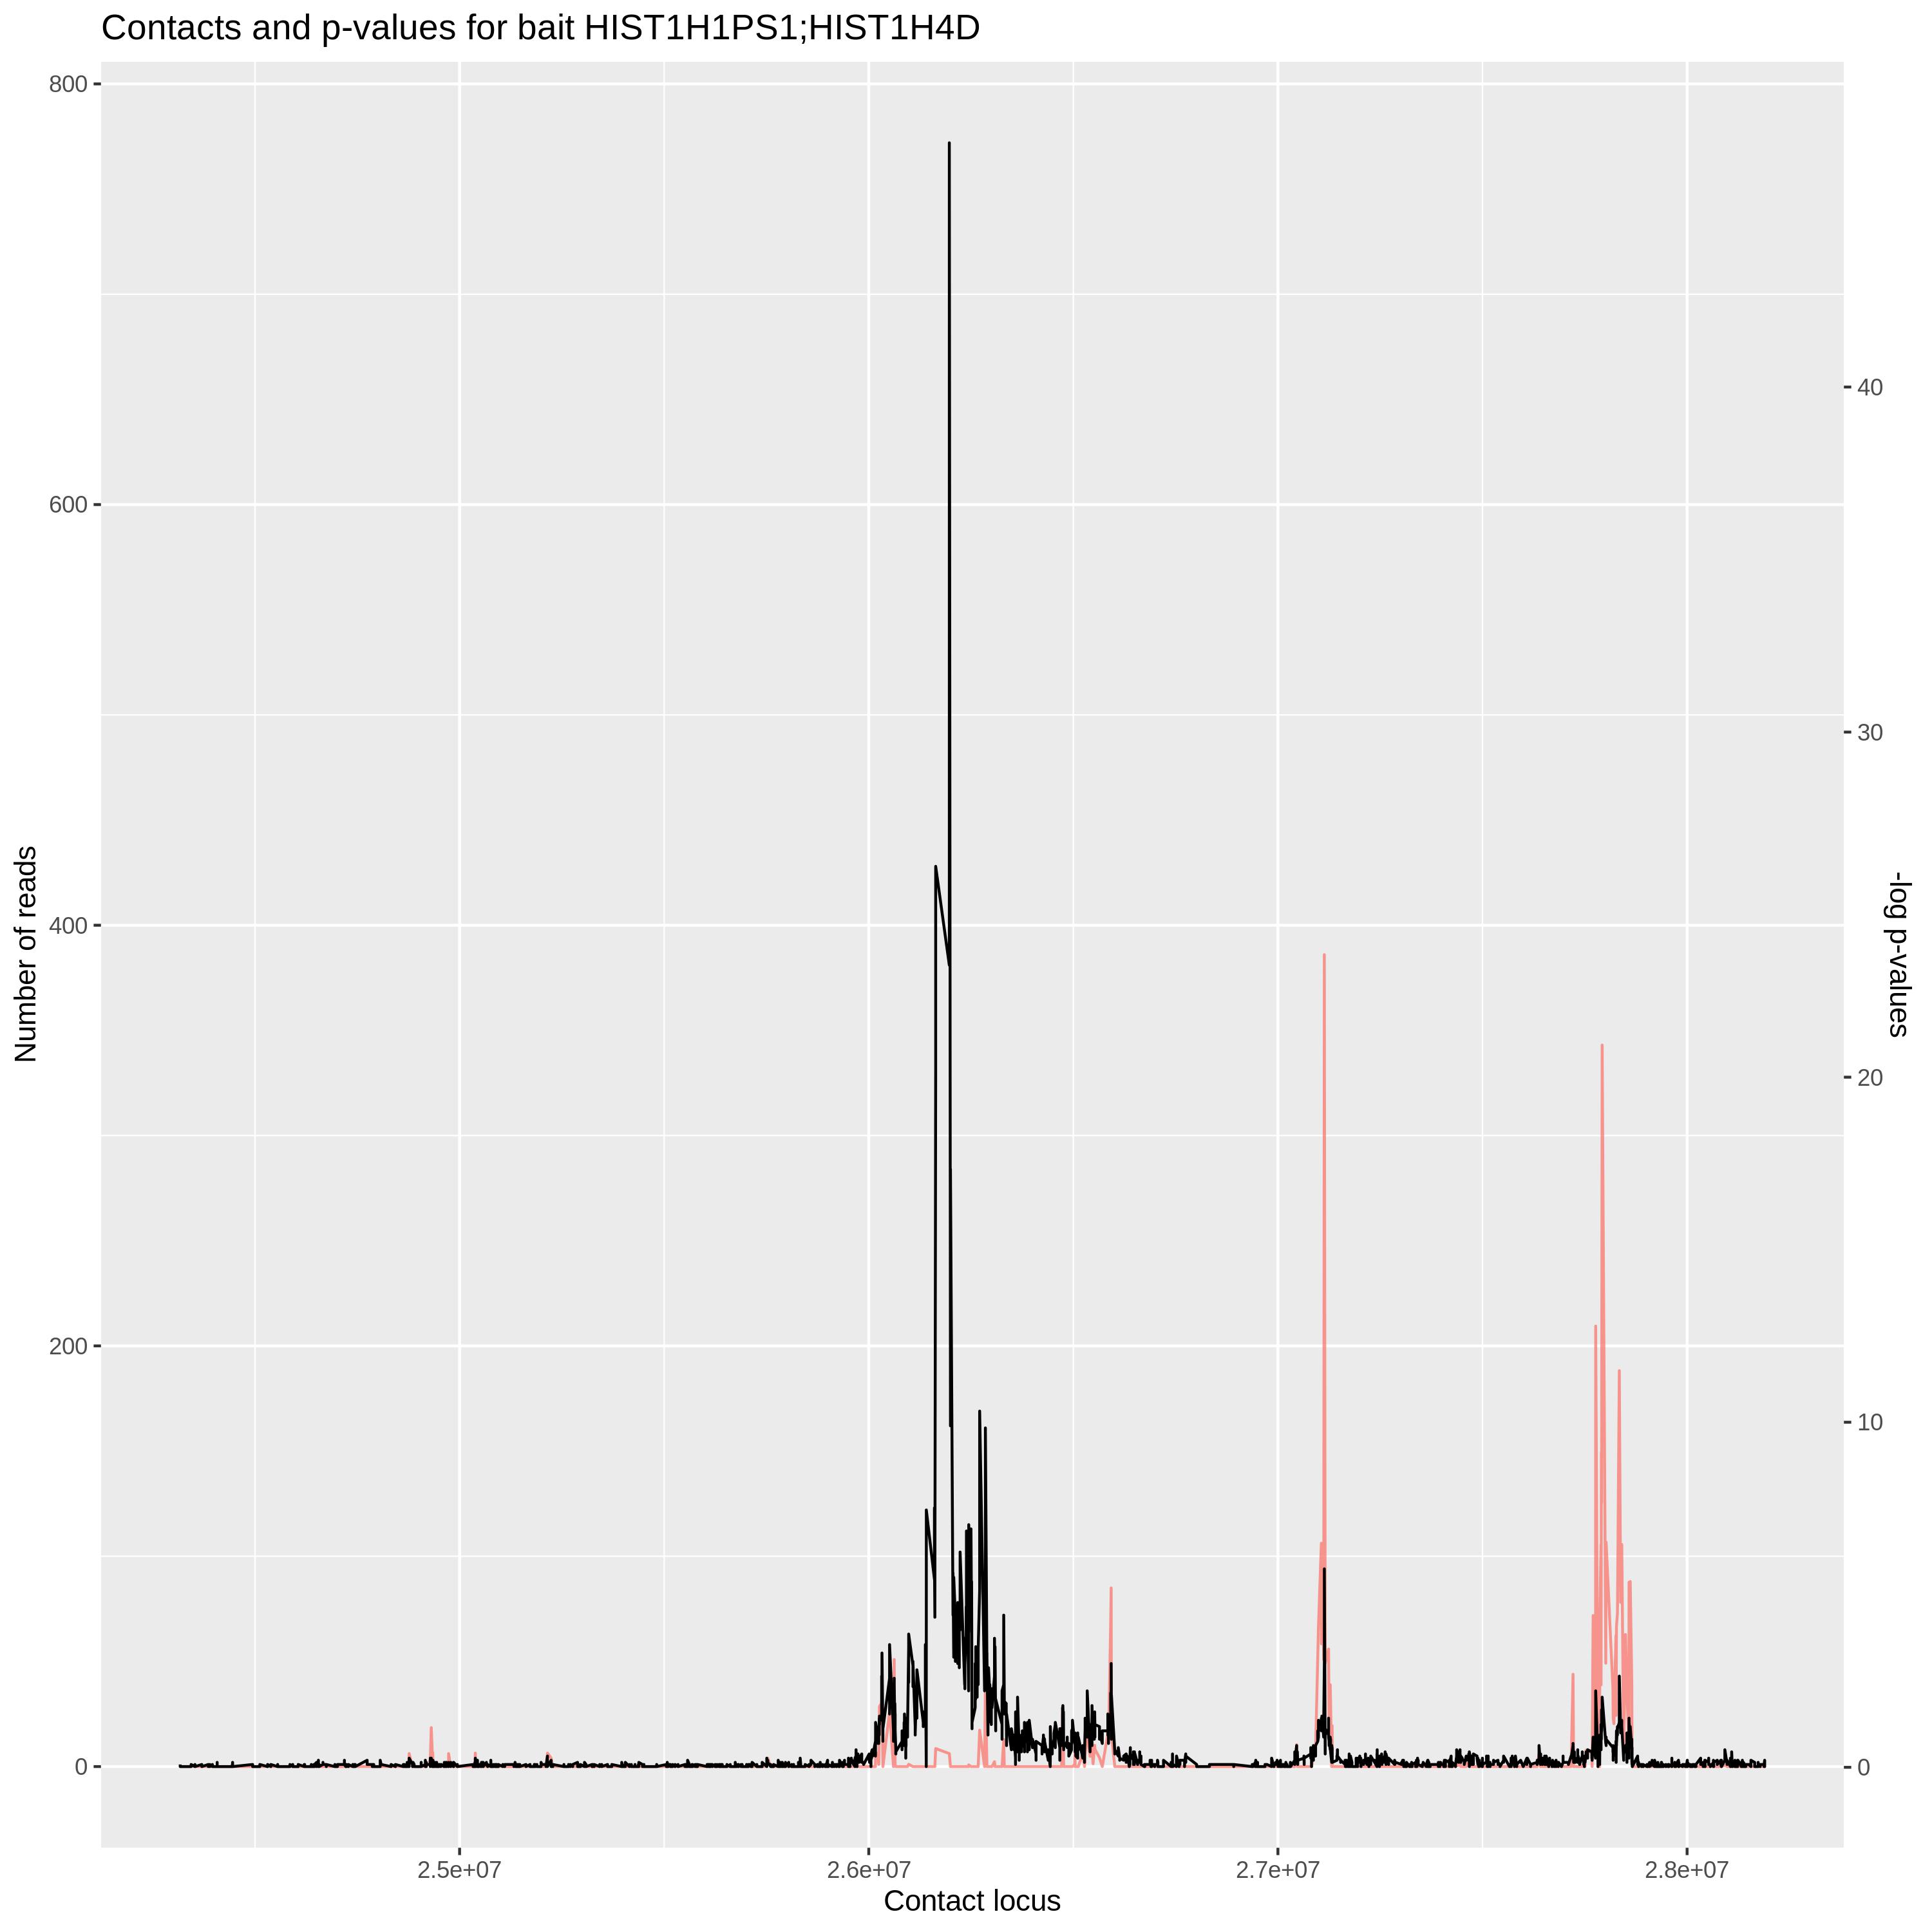 Contacts and p-values for bait HIST1H1PS1;HIST1H4D
800
600
400
200
0
Number of reads
40
30
20
10
0
-log p-values
2.5e+07
2.6e+07
2.7e+07
2.8e+07
Contact locus